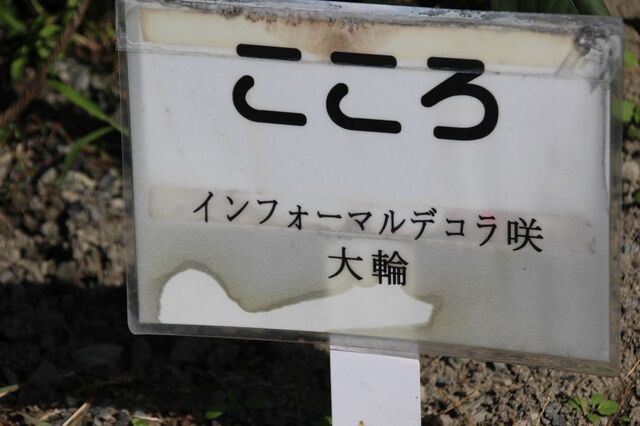 こころ
インフォーマルデコラ咲
大輪